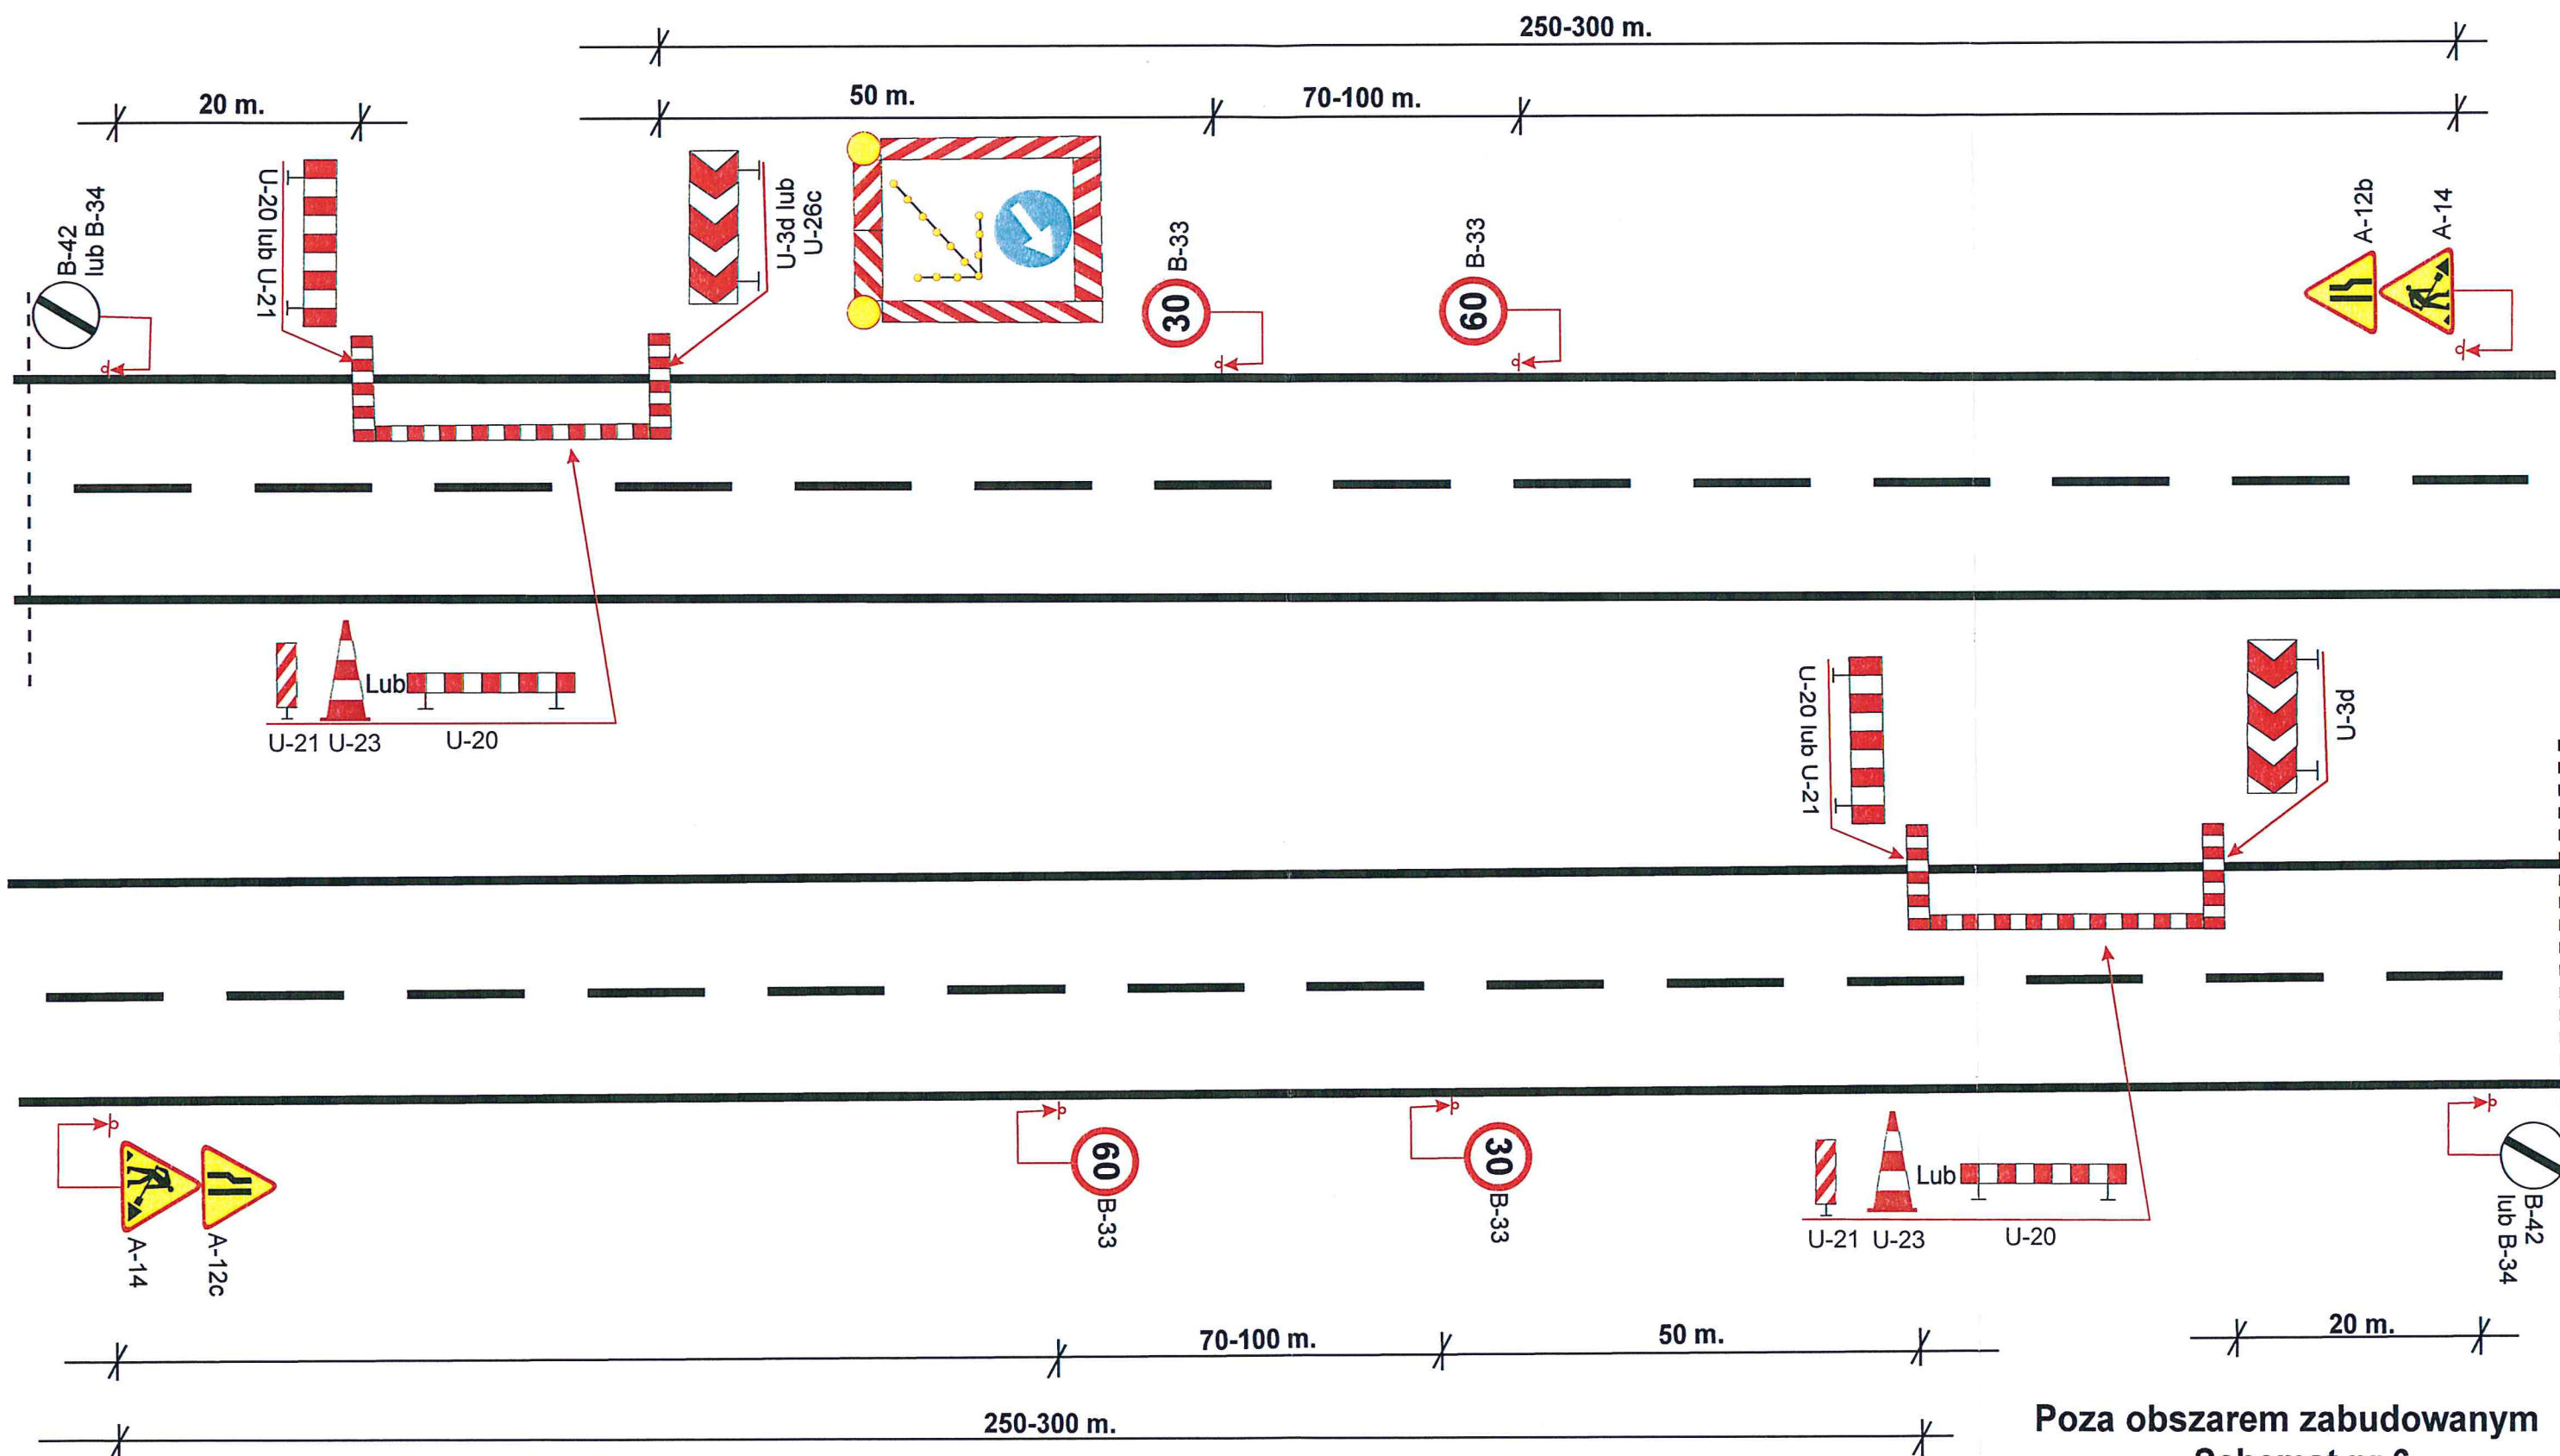 250-300 m.
20 m.
50 m.
70-100 m.
B-42
lub B-34
U-20 lub U-21
U-3d lub
U-26c
B-33
30
B-33
60
A-12b
A-14
Lub
U-21
U-23
U-20
U-20 lub U-21
U-3d
60
B-33
30
B-33
A-14
A-12c
Lub
U-21
U-23
U-20
B-42
lub B-34
70-100 m.
50 m.
20 m.
250-300 m.
Poza obszarem zabudowanym